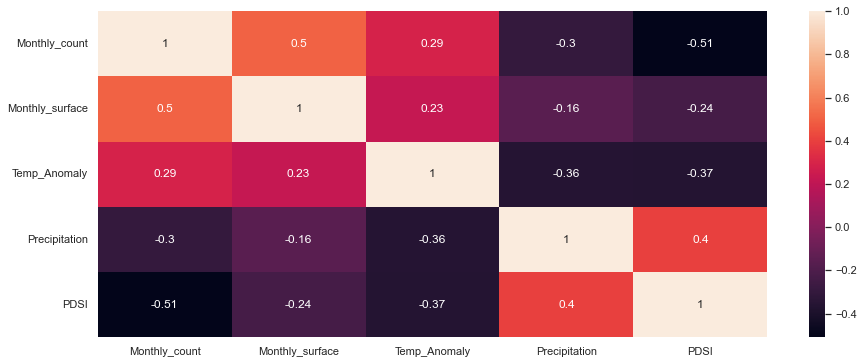 Monthly_count 1 0.5 0.29 -0.3 -0.51
Monthly_surface 0.5 1 0.23 -0.16 -0.24
Temp_Anomaly 0.29 0.23 1 -0.36 -0.37
Precipitation -0.3 -0.16 -0.36 1 0.4
PDSI -0.51 -0.24 -0.37 0.4 1
Monthly_count Monthly_surface Temp_Anomaly Precipitation PDSI
1.0
0.8
0.6
0.4
0.2
0.0
−0.2
−0.4